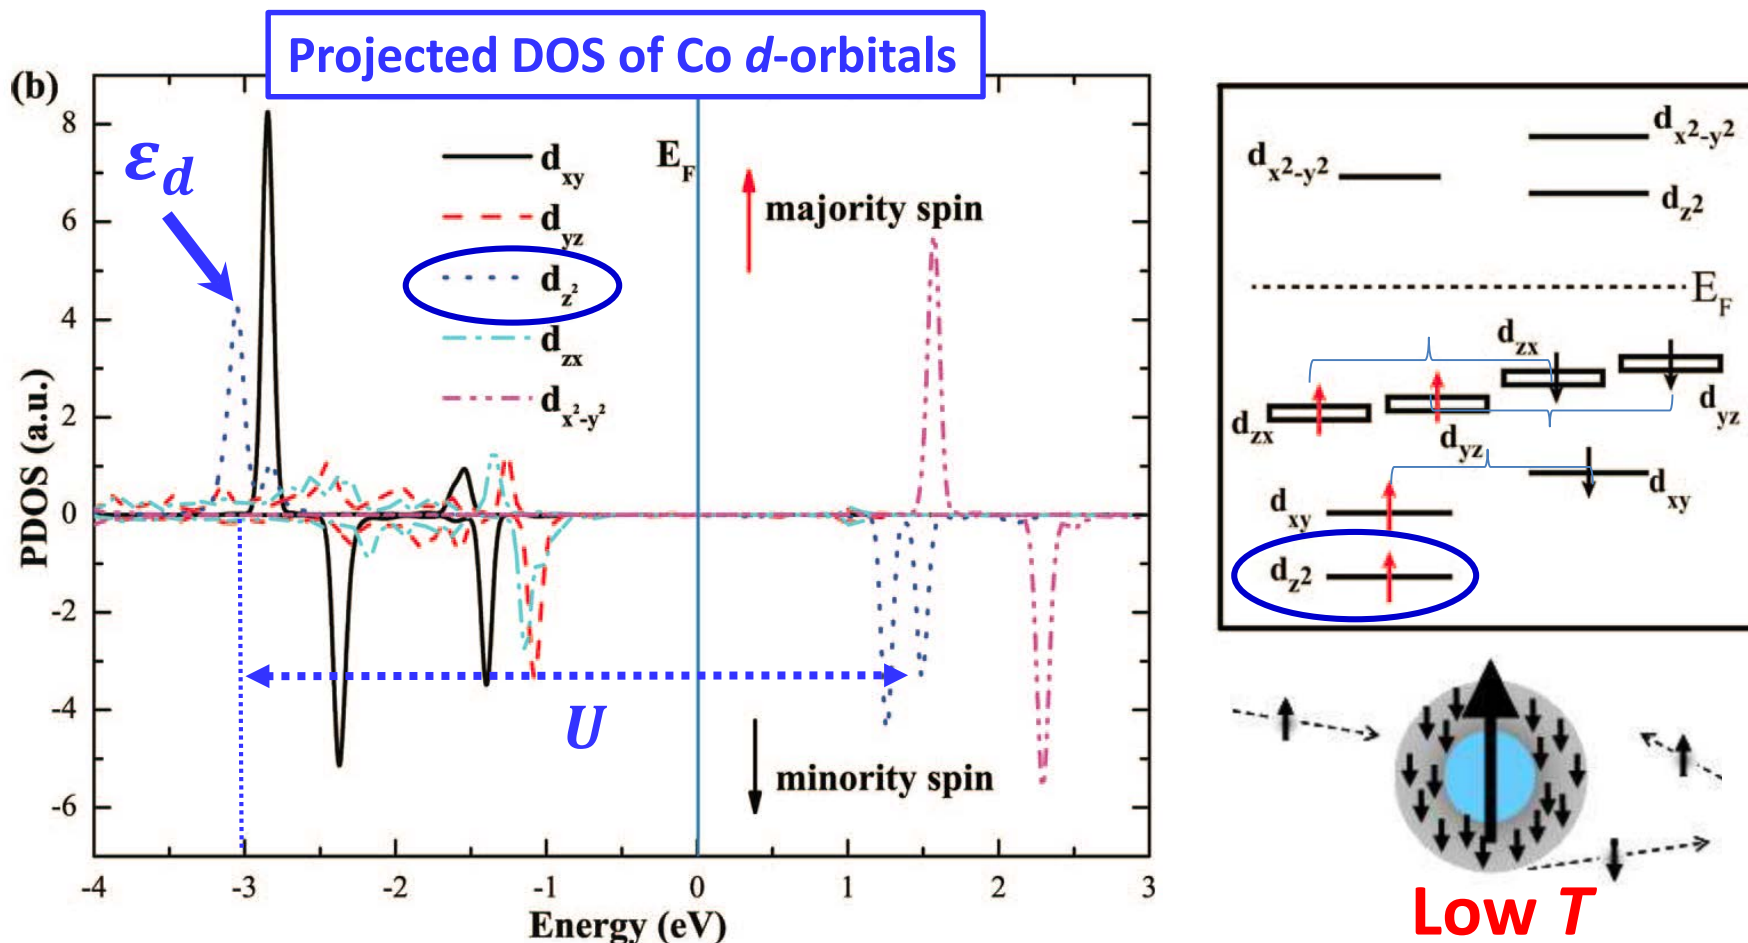 Projected DOS of Co d-orbitals
(b)
8
6
4
2
0
-2
-4
-6
PDOS (a.u.)
-4 -3 -2 -1 0 1 2 3
Energy (eV)
ε_d
d_xy
d_yz
d_z²
d_zx
d_x²-y²
E_F
majority spin
minority spin
U
d_x²-y²
d_x²-y²
d_z²
E_F
d_zx
d_yz
d_zx
d_yz
d_xy
d_xy
d_z²
Low T